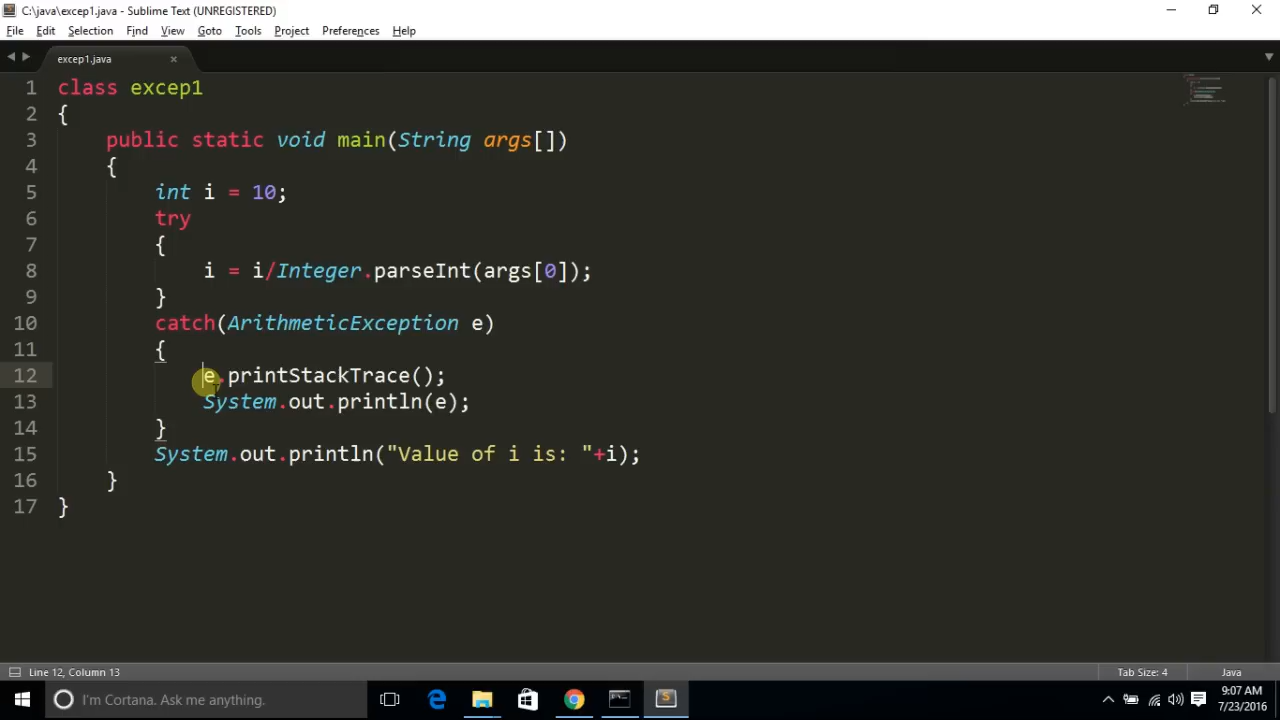 C:\java\excep1.java - Sublime Text (UNREGISTERED)
File Edit Selection Find View Goto Tools Project Preferences Help
excep1.java
1 class excep1
2 {
3 public static void main(String args[])
4 {
5 int i = 10;
6 try
7 {
8 i = i/Integer.parseInt(args[0]);
9 }
10 catch(ArithmeticException e)
11 {
12 e.printStackTrace();
13 System.out.println(e);
14 }
15 System.out.println("Value of i is: "+i);
16 }
17 }
Line 12, Column 13 Tab Size: 4 Java
I'm Cortana. Ask me anything. 9:07 AM
7/23/2016